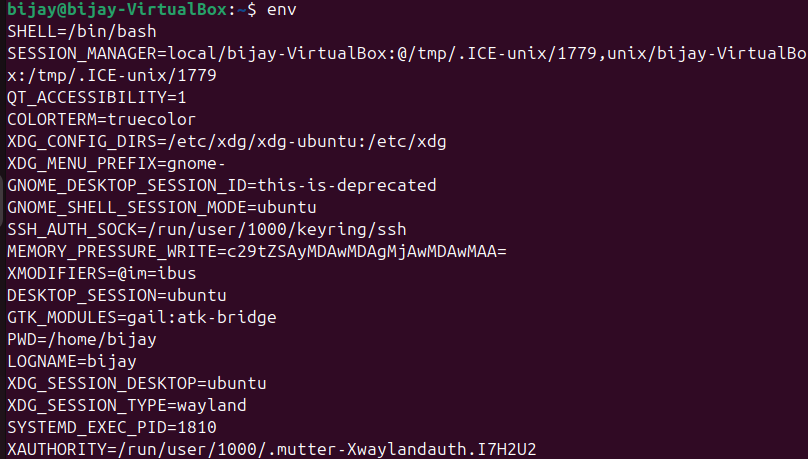 bijay@bijay-VirtualBox:~$ env
SHELL=/bin/bash
SESSION_MANAGER=local/bijay-VirtualBox:@/tmp/.ICE-unix/1779,unix/bijay-VirtualBo
x:/tmp/.ICE-unix/1779
QT_ACCESSIBILITY=1
COLORTERM=truecolor
XDG_CONFIG_DIRS=/etc/xdg/xdg-ubuntu:/etc/xdg
XDG_MENU_PREFIX=gnome-
GNOME_DESKTOP_SESSION_ID=this-is-deprecated
GNOME_SHELL_SESSION_MODE=ubuntu
SSH_AUTH_SOCK=/run/user/1000/keyring/ssh
MEMORY_PRESSURE_WRITE=c29tZSAyMDAwMDAgMjAwMDAwMAA=
XMODIFIERS=@im=ibus
DESKTOP_SESSION=ubuntu
GTK_MODULES=gail:atk-bridge
PWD=/home/bijay
LOGNAME=bijay
XDG_SESSION_DESKTOP=ubuntu
XDG_SESSION_TYPE=wayland
SYSTEMD_EXEC_PID=1810
XAUTHORITY=/run/user/1000/.mutter-Xwaylandauth.I7H2U2